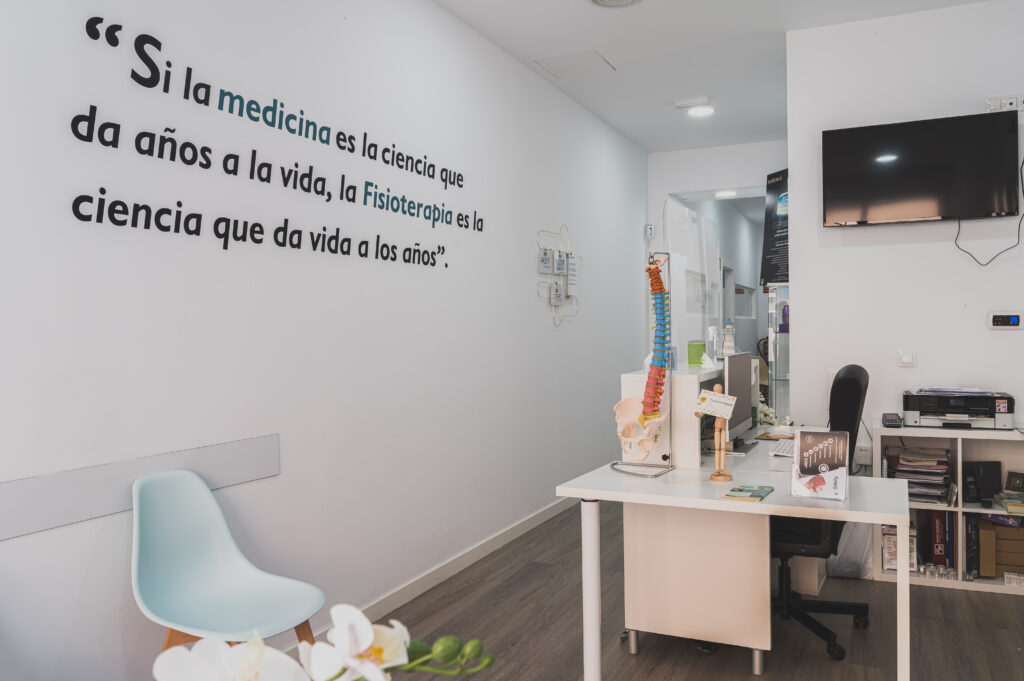 “Si la medicina es la ciencia que
da años a la vida, la Fisioterapia es la
ciencia que da vida a los años”.